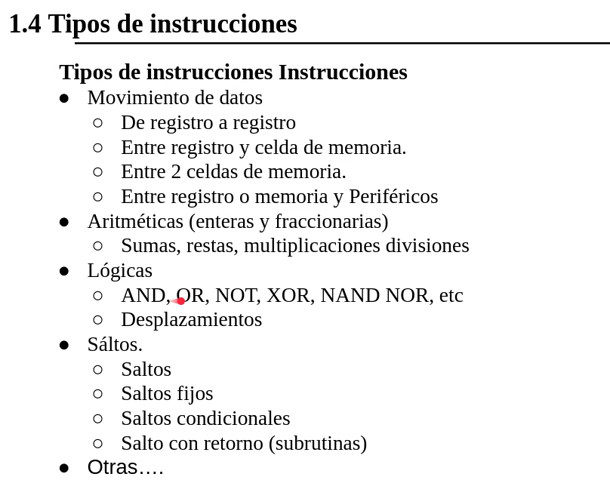 1.4 Tipos de instrucciones
Tipos de instrucciones Instrucciones
● Movimiento de datos
○ De registro a registro
○ Entre registro y celda de memoria.
○ Entre 2 celdas de memoria.
○ Entre registro o memoria y Periféricos
● Aritméticas (enteras y fraccionarias)
○ Sumas, restas, multiplicaciones divisiones
● Lógicas
○ AND, OR, NOT, XOR, NAND NOR, etc
○ Desplazamientos
● Sáltos.
○ Saltos
○ Saltos fijos
○ Saltos condicionales
○ Salto con retorno (subrutinas)
● Otras….